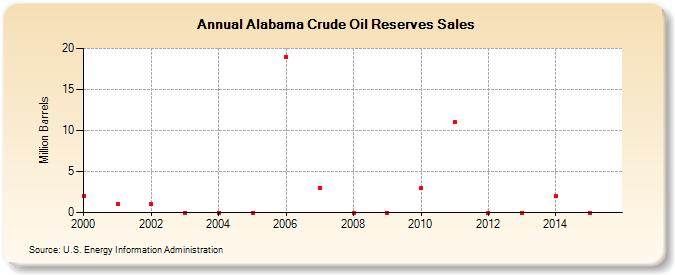 Annual Alabama Crude Oil Reserves Sales
Million Barrels
20
15
10
5
0
2000 2002 2004 2006 2008 2010 2012 2014
Source: U.S. Energy Information Administration